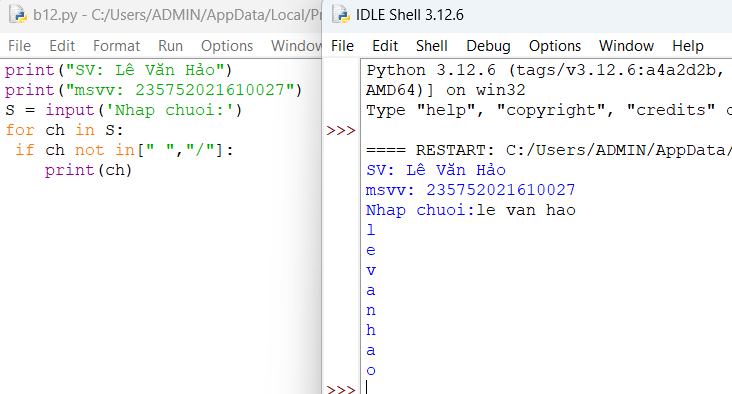 b12.py - C:/Users/ADMIN/AppData/Local/Pr
File Edit Format Run Options Window
print("SV: Lê Văn Hảo")
print("msvv: 235752021610027")
S = input('Nhap chuoi:')
for ch in S:
if ch not in[" ","/"]:
print(ch)
IDLE Shell 3.12.6
File Edit Shell Debug Options Window Help
Python 3.12.6 (tags/v3.12.6:a4a2d2b,
AMD64)] on win32
Type "help", "copyright", "credits" o
>>>
==== RESTART: C:/Users/ADMIN/AppData/
SV: Lê Văn Hảo
msvv: 235752021610027
Nhap chuoi:le van hao
l
e
v
a
n
h
a
o
>>>